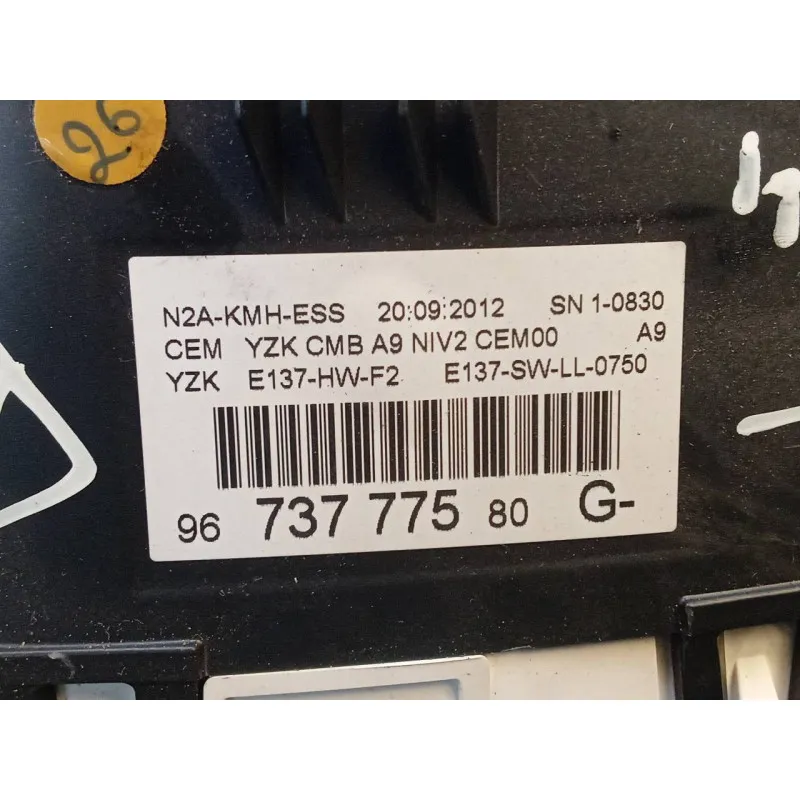 26
N2A-KMH-ESS 20:09:2012 SN 1-0830
CEM YZK CMB A9 NIV2 CEM00 A9
YZK E137-HW-F2 E137-SW-LL-0750
96 737 775 80 G-